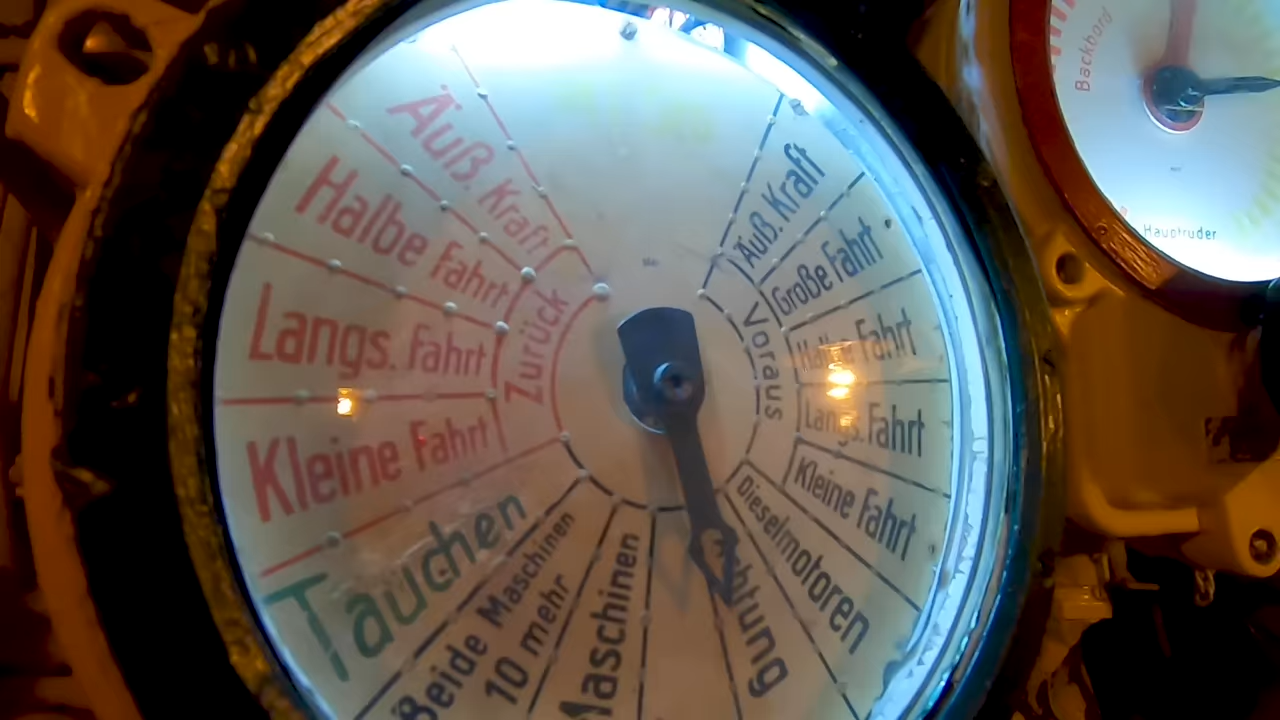 Äuß. Kraft
Halbe Fahrt
Langs. Fahrt
Kleine Fahrt
Zurück
Tauchen
Beide Maschinen
10 mehr
Maschinen
Achtung
Dieselmotoren
Kleine Fahrt
Langs. Fahrt
Halbe Fahrt
Große Fahrt
Äuß. Kraft
Voraus
Backbord
Hauptruder